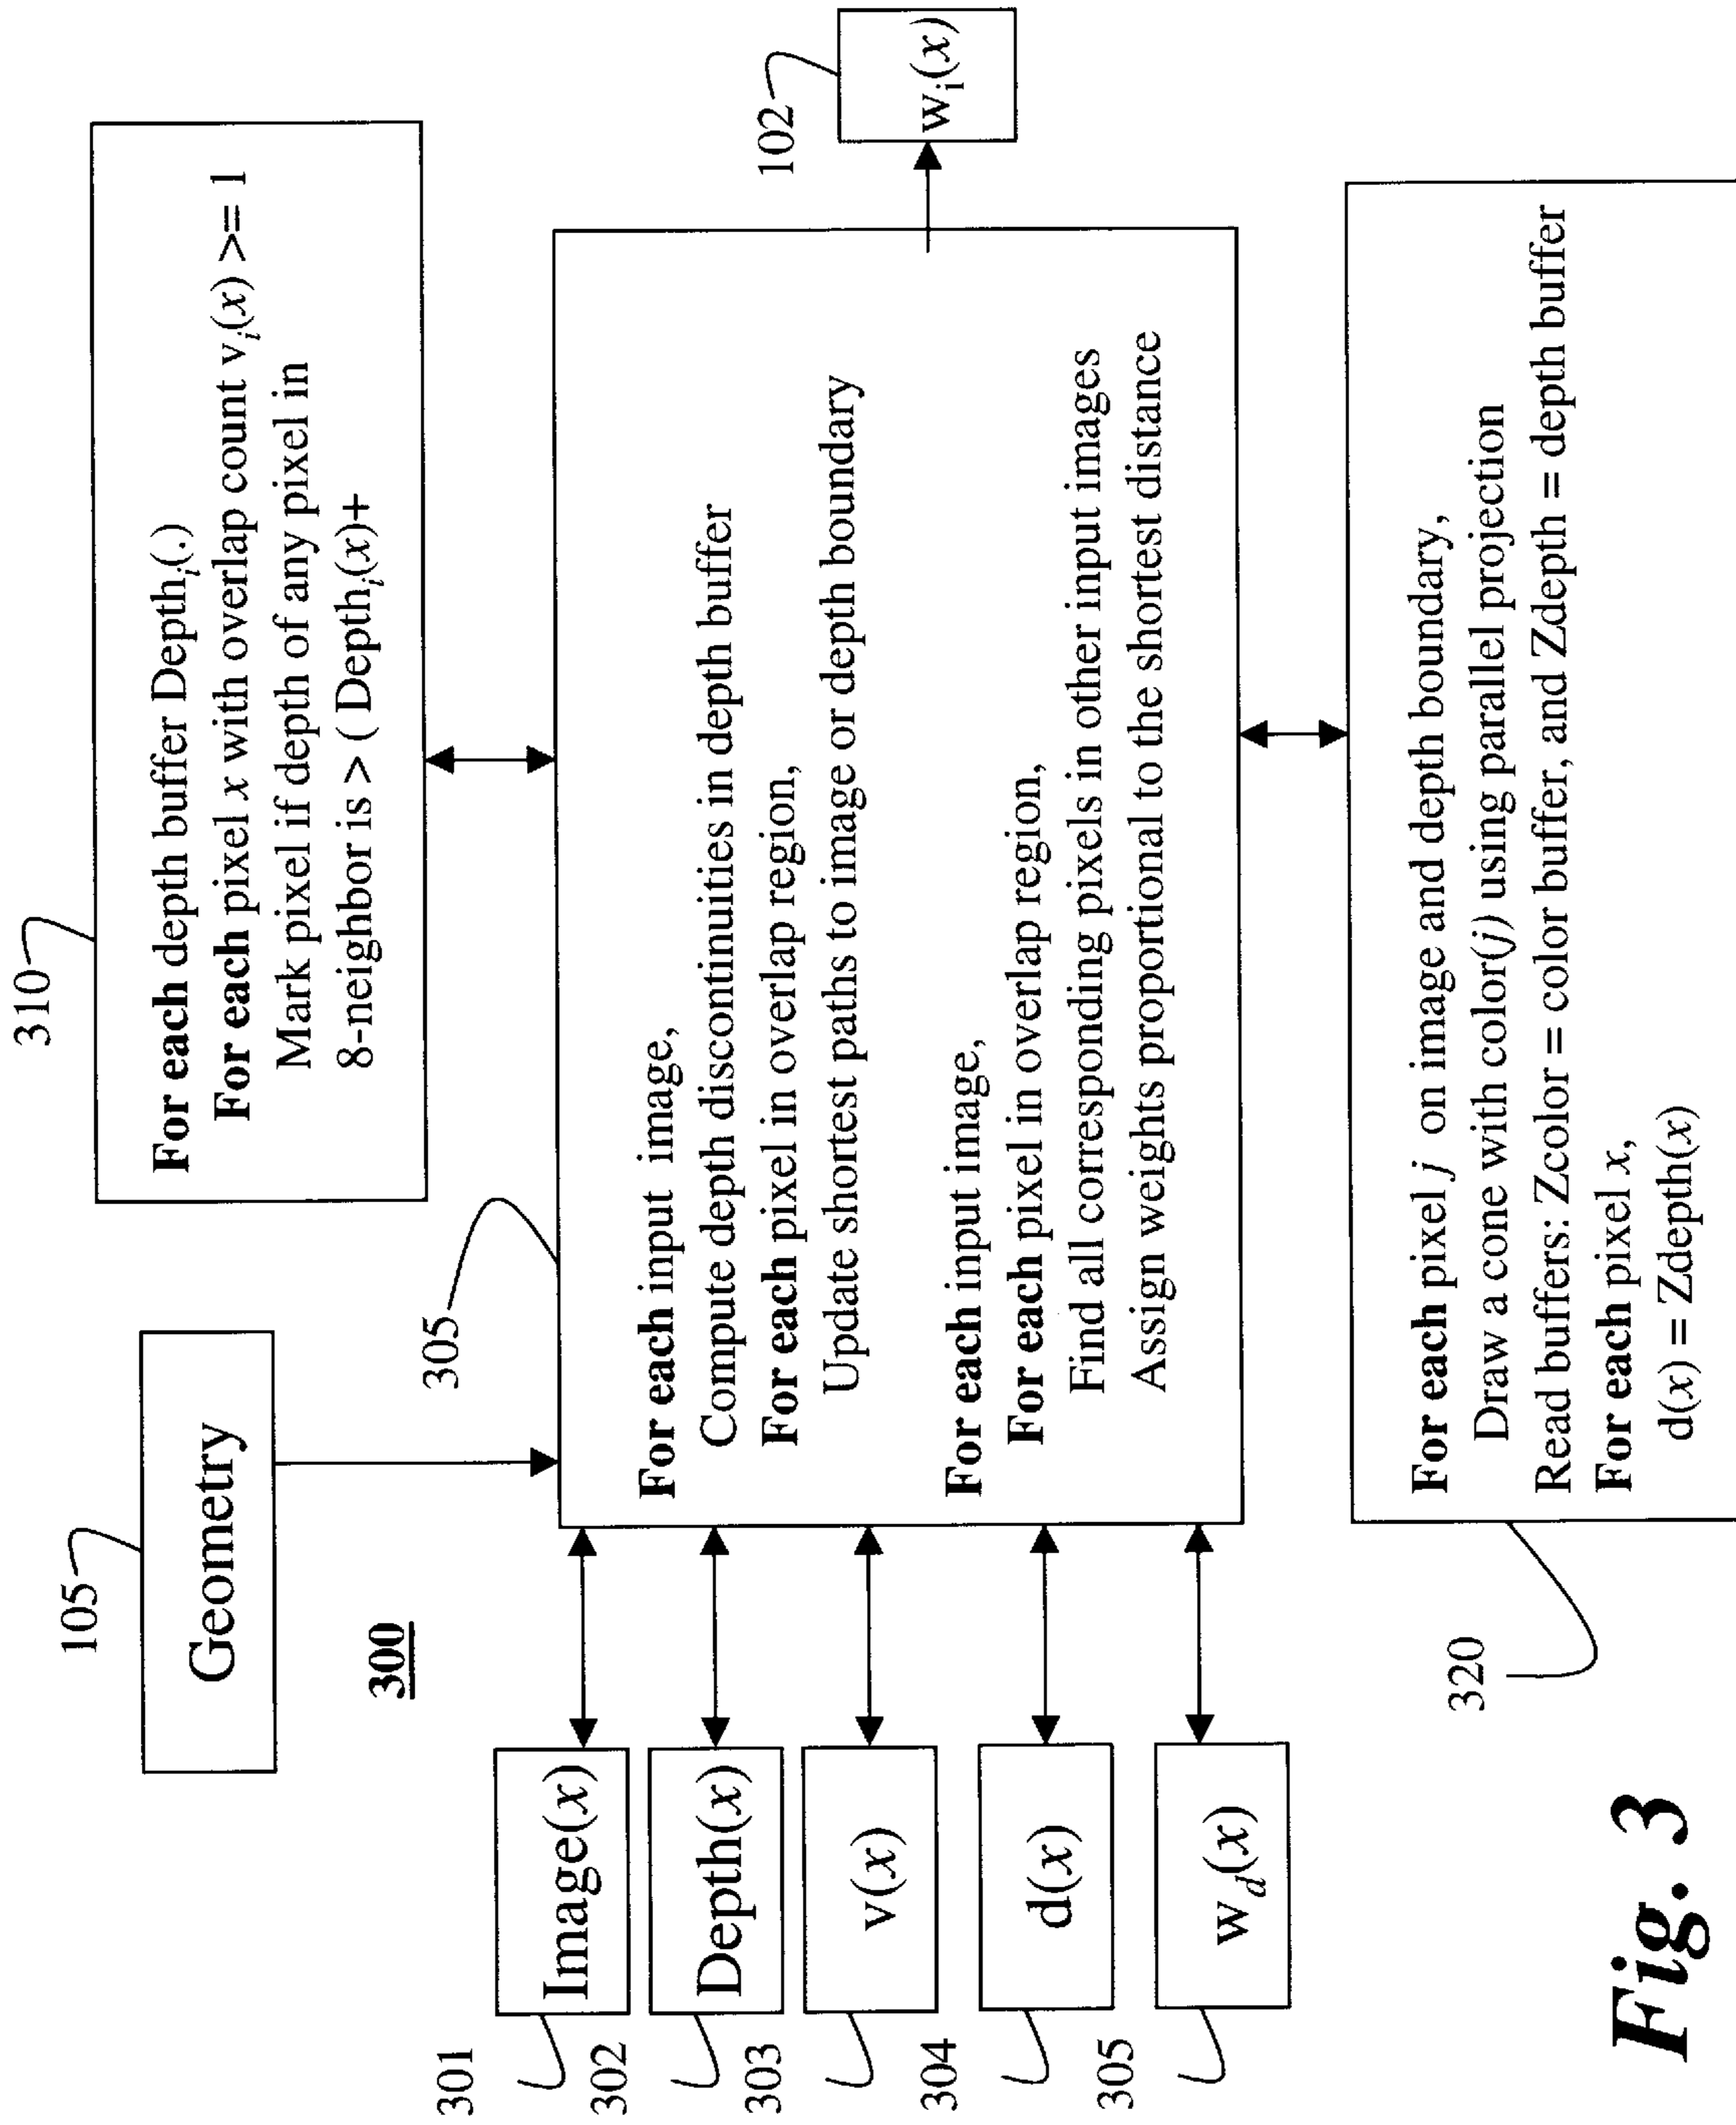 105
Geometry
310
For each depth buffer Depthᵢ(.)
For each pixel x with overlap count vᵢ(x) >= 1
Mark pixel if depth of any pixel in
8-neighbor is > ( Depthᵢ(x)+
300
305
301
Image(x)
302
Depth(x)
303
v(x)
304
d(x)
305
w_d(x)
For each input image,
Compute depth discontinuities in depth buffer
For each pixel in overlap region,
Update shortest paths to image or depth boundary
For each input image,
For each pixel in overlap region,
Find all corresponding pixels in other input images
Assign weights proportional to the shortest distance
102
wᵢ(x)
320
For each pixel j on image and depth boundary,
Draw a cone with color(j) using parallel projection
Read buffers: Zcolor = color buffer, and Zdepth = depth buffer
For each pixel x,
d(x) = Zdepth(x)
Fig. 3